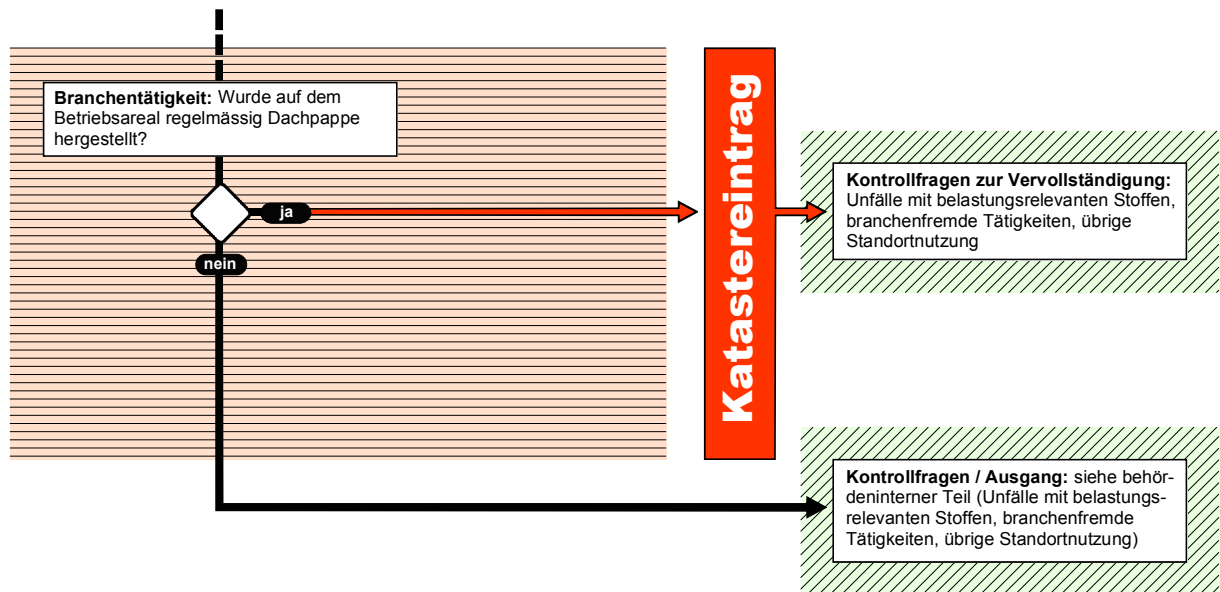 Branchentätigkeit: Wurde auf dem
Betriebsareal regelmässig Dachpappe
hergestellt?
ja
nein
Katastereintrag
Kontrollfragen zur Vervollständigung:
Unfälle mit belastungsrelevanten Stoffen,
branchenfremde Tätigkeiten, übrige
Standortnutzung
Kontrollfragen / Ausgang: siehe behör-
deninterner Teil (Unfälle mit belastungs-
relevanten Stoffen, branchenfremde
Tätigkeiten, übrige Standortnutzung)